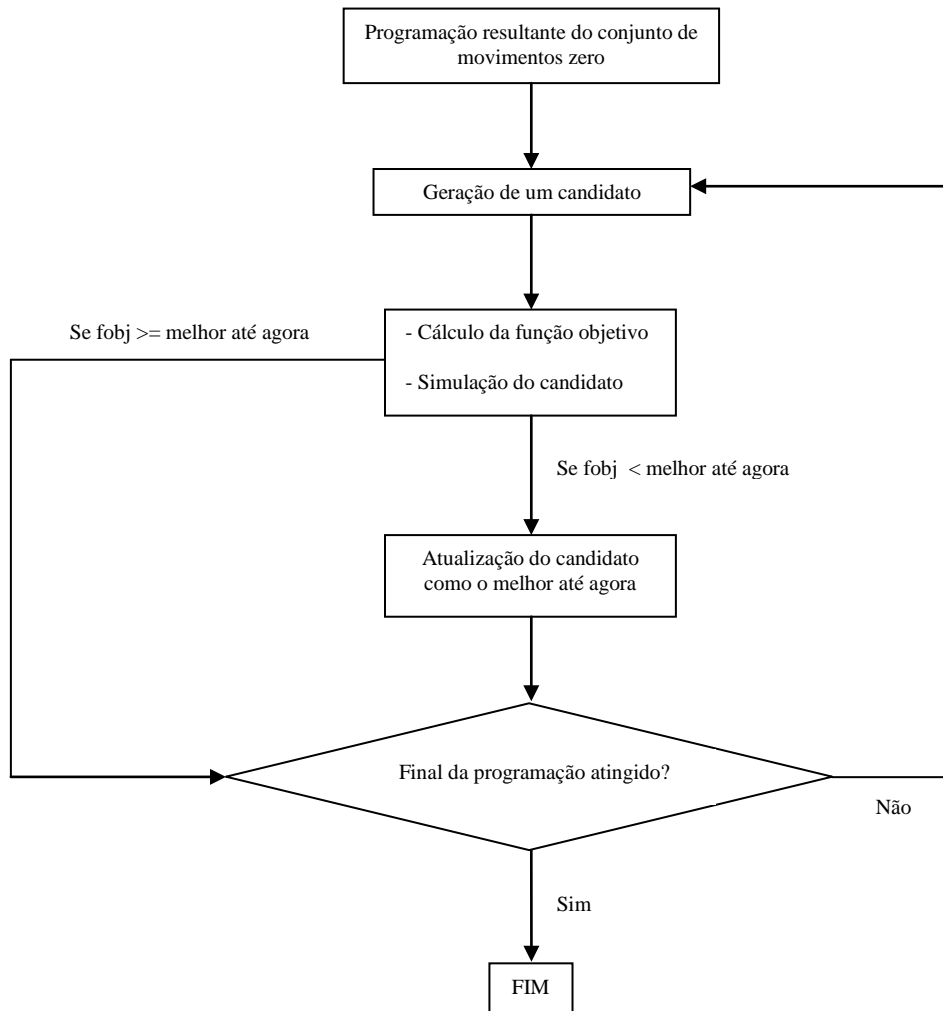 Programação resultante do conjunto de
movimentos zero
Geração de um candidato
Se fobj >= melhor até agora
- Cálculo da função objetivo
- Simulação do candidato
Se fobj < melhor até agora
Atualização do candidato
como o melhor até agora
Final da programação atingido?
Não
Sim
FIM